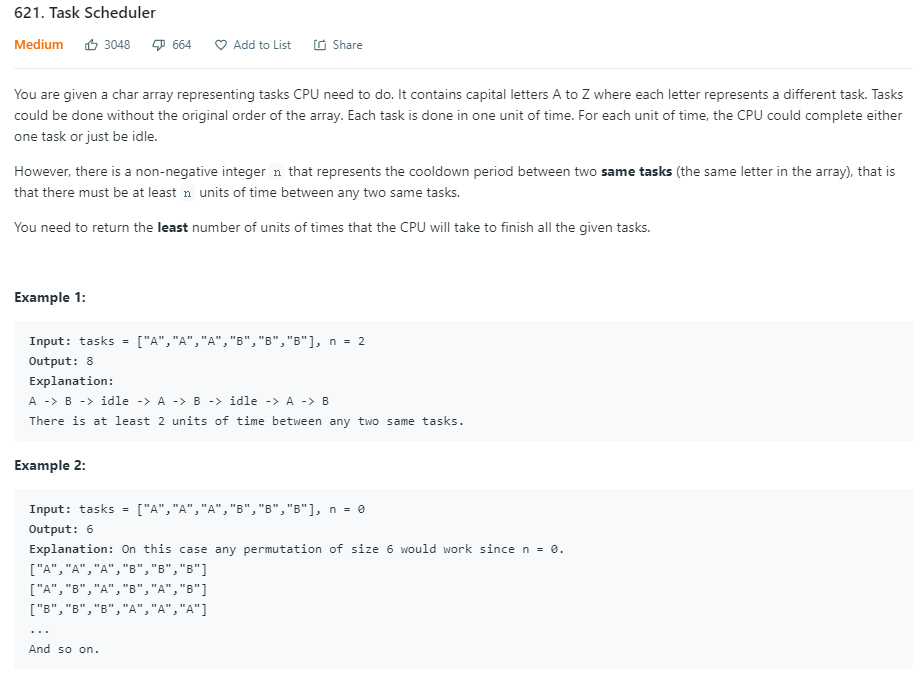 621. Task Scheduler
Medium 3048 664 Add to List Share
You are given a char array representing tasks CPU need to do. It contains capital letters A to Z where each letter represents a different task. Tasks
could be done without the original order of the array. Each task is done in one unit of time. For each unit of time, the CPU could complete either
one task or just be idle.
However, there is a non-negative integer n that represents the cooldown period between two same tasks (the same letter in the array), that is
that there must be at least n units of time between any two same tasks.
You need to return the least number of units of times that the CPU will take to finish all the given tasks.
Example 1:
Input: tasks = ["A","A","A","B","B","B"], n = 2
Output: 8
Explanation:
A -> B -> idle -> A -> B -> idle -> A -> B
There is at least 2 units of time between any two same tasks.
Example 2:
Input: tasks = ["A","A","A","B","B","B"], n = 0
Output: 6
Explanation: On this case any permutation of size 6 would work since n = 0.
["A","A","A","B","B","B"]
["A","B","A","B","A","B"]
["B","B","B","A","A","A"]
...
And so on.